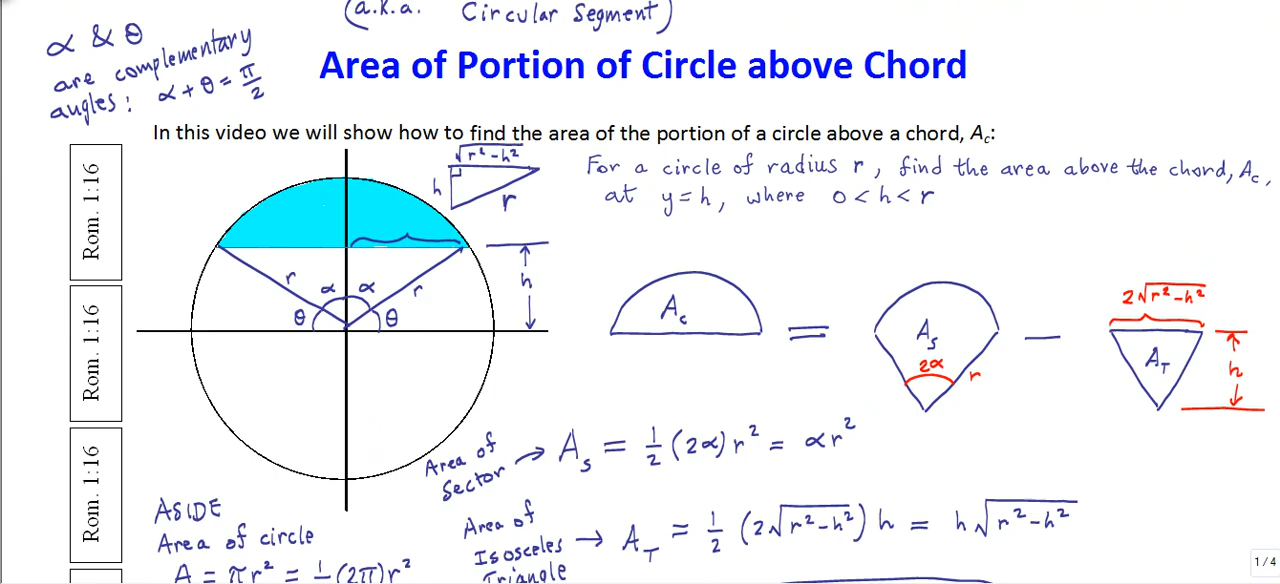 (a.k.a. Circular Segment)
α & θ
are complementary
angles: α + θ = π/2
Area of Portion of Circle above Chord
In this video we will show how to find the area of the portion of a circle above a chord, Ac:
Rom. 1:16
Rom. 1:16
Rom. 1:16
√r²-h²
h
r
For a circle of radius r, find the area above the chord, Ac,
at y=h, where 0<h<r
r
α
α
r
θ
θ
h
Ac
=
As
2α
r
−
2√r²-h²
AT
h
Area of
Sector
→ As = 1/2 (2α) r² = αr²
Area of
Isosceles
Triangle
→ AT = 1/2 (2√r²-h²) h = h√r²-h²
ASIDE
Area of circle
A = πr² = 1/2 (2π) r²
1/4